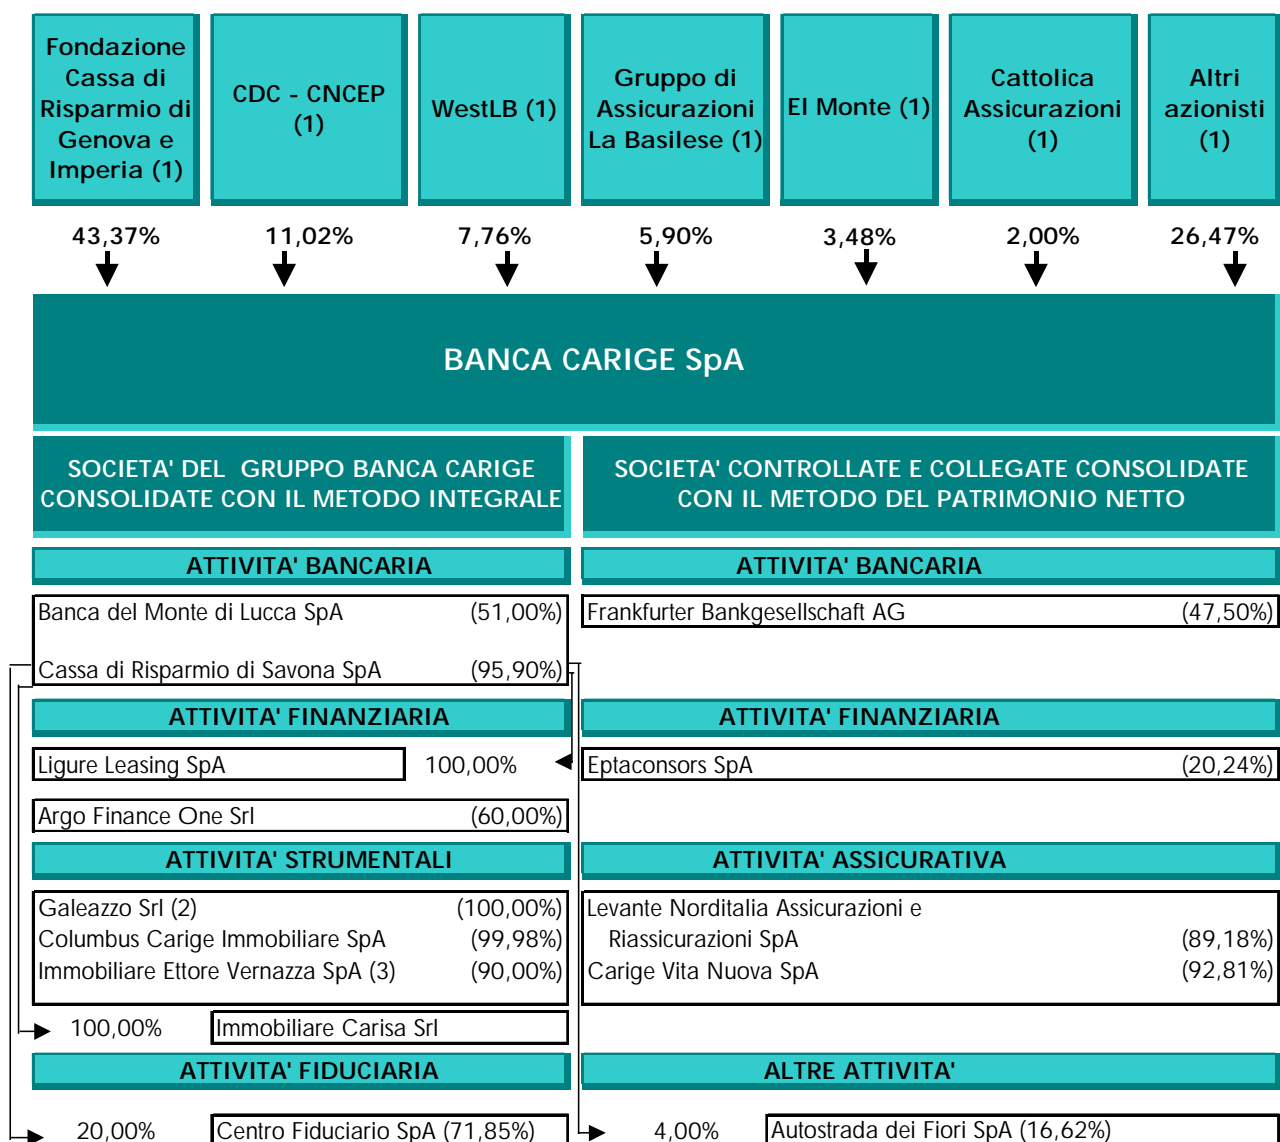 Fondazione
Cassa di
Risparmio di
Genova e
Imperia (1)
CDC - CNCEP
(1)
WestLB (1)
Gruppo di
Assicurazioni
La Basilese (1)
El Monte (1)
Cattolica
Assicurazioni
(1)
Altri
azionisti
(1)
43,37% 11,02% 7,76% 5,90% 3,48% 2,00% 26,47%
BANCA CARIGE SpA
SOCIETA' DEL GRUPPO BANCA CARIGE
CONSOLIDATE CON IL METODO INTEGRALE
SOCIETA' CONTROLLATE E COLLEGATE CONSOLIDATE
CON IL METODO DEL PATRIMONIO NETTO
ATTIVITA' BANCARIA
ATTIVITA' BANCARIA
Banca del Monte di Lucca SpA (51,00%)
Frankfurter Bankgesellschaft AG (47,50%)
Cassa di Risparmio di Savona SpA (95,90%)
ATTIVITA' FINANZIARIA
ATTIVITA' FINANZIARIA
Ligure Leasing SpA 100,00%
Eptaconsors SpA (20,24%)
Argo Finance One Srl (60,00%)
ATTIVITA' STRUMENTALI
ATTIVITA' ASSICURATIVA
Galeazzo Srl (2) (100,00%)
Columbus Carige Immobiliare SpA (99,98%)
Immobiliare Ettore Vernazza SpA (3) (90,00%)
Levante Norditalia Assicurazioni e
Riassicurazioni SpA (89,18%)
Carige Vita Nuova SpA (92,81%)
100,00% Immobiliare Carisa Srl
ATTIVITA' FIDUCIARIA
ALTRE ATTIVITA'
20,00% Centro Fiduciario SpA (71,85%)
4,00% Autostrada dei Fiori SpA (16,62%)